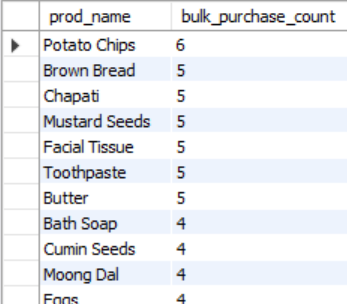 prod_name bulk_purchase_count
Potato Chips 6
Brown Bread 5
Chapati 5
Mustard Seeds 5
Facial Tissue 5
Toothpaste 5
Butter 5
Bath Soap 4
Cumin Seeds 4
Moong Dal 4
Eggs 4